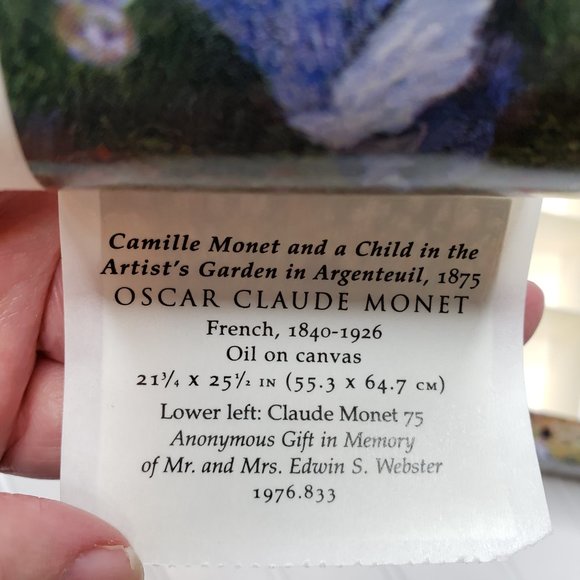 Camille Monet and a Child in the
Artist's Garden in Argenteuil, 1875
OSCAR CLAUDE MONET
French, 1840-1926
Oil on canvas
21¾ x 25½ IN (55.3 x 64.7 CM)
Lower left: Claude Monet 75
Anonymous Gift in Memory
of Mr. and Mrs. Edwin S. Webster
1976.833